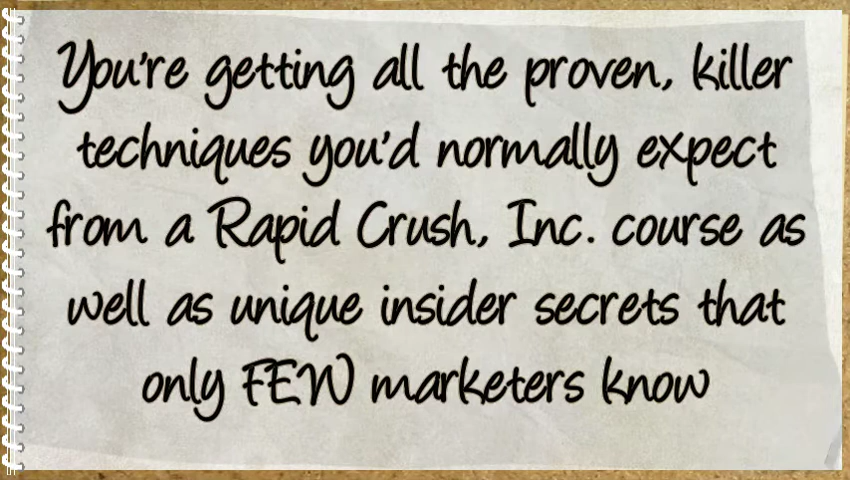 You're getting all the proven, killer
techniques you'd normally expect
from a Rapid Crush, Inc. course as
well as unique insider secrets that
only FEW marketers know